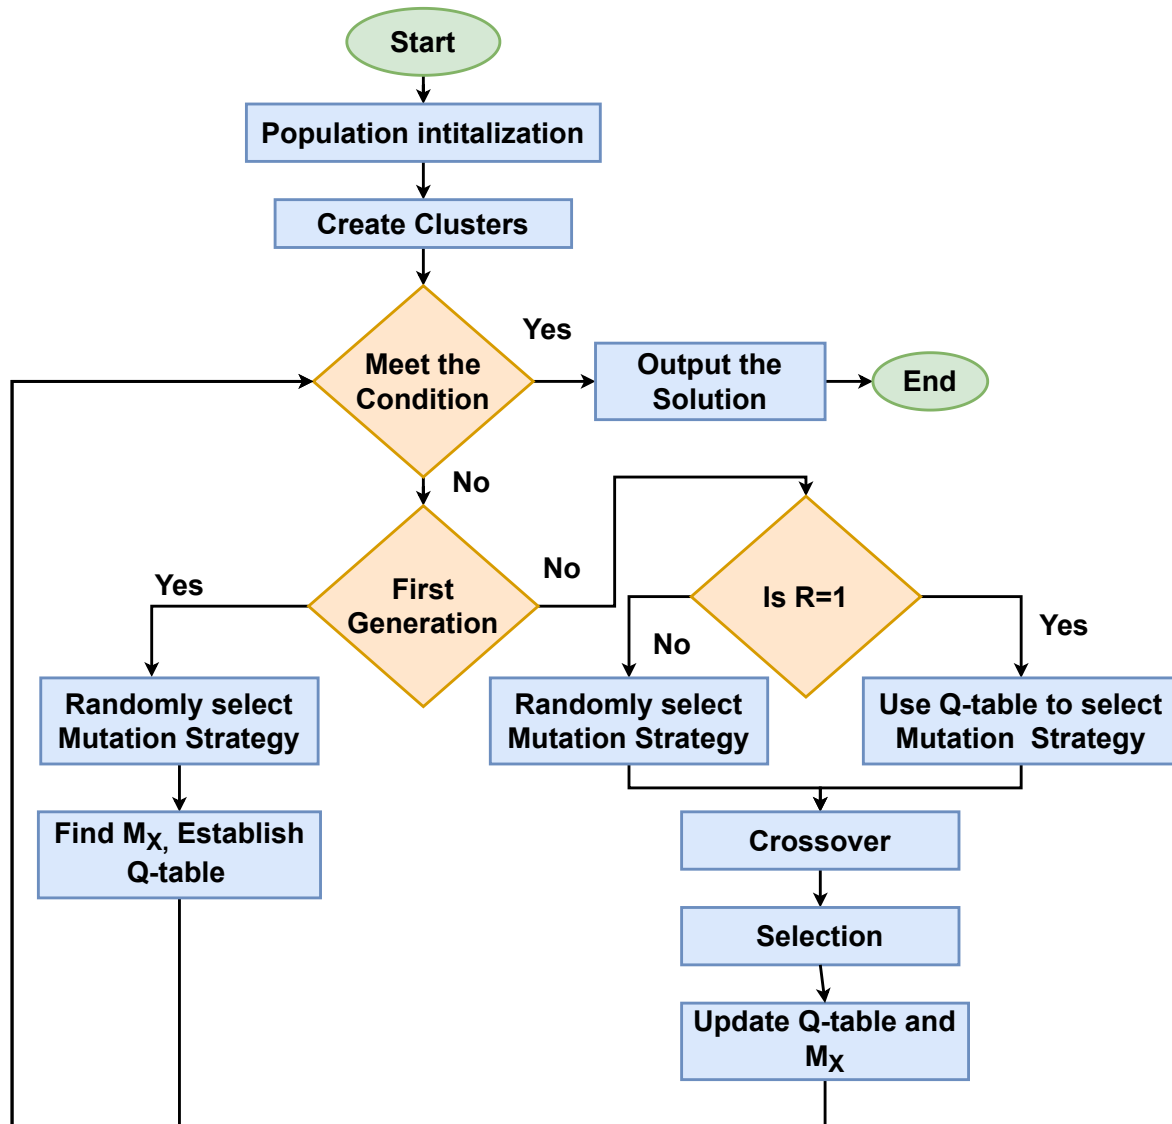 Start
Population intitalization
Create Clusters
Meet the
Condition
Yes
Output the
Solution
End
No
First
Generation
Yes
No
Is R=1
No
Yes
Randomly select
Mutation Strategy
Randomly select
Mutation Strategy
Use Q-table to select
Mutation Strategy
Find MX, Establish
Q-table
Crossover
Selection
Update Q-table and
MX